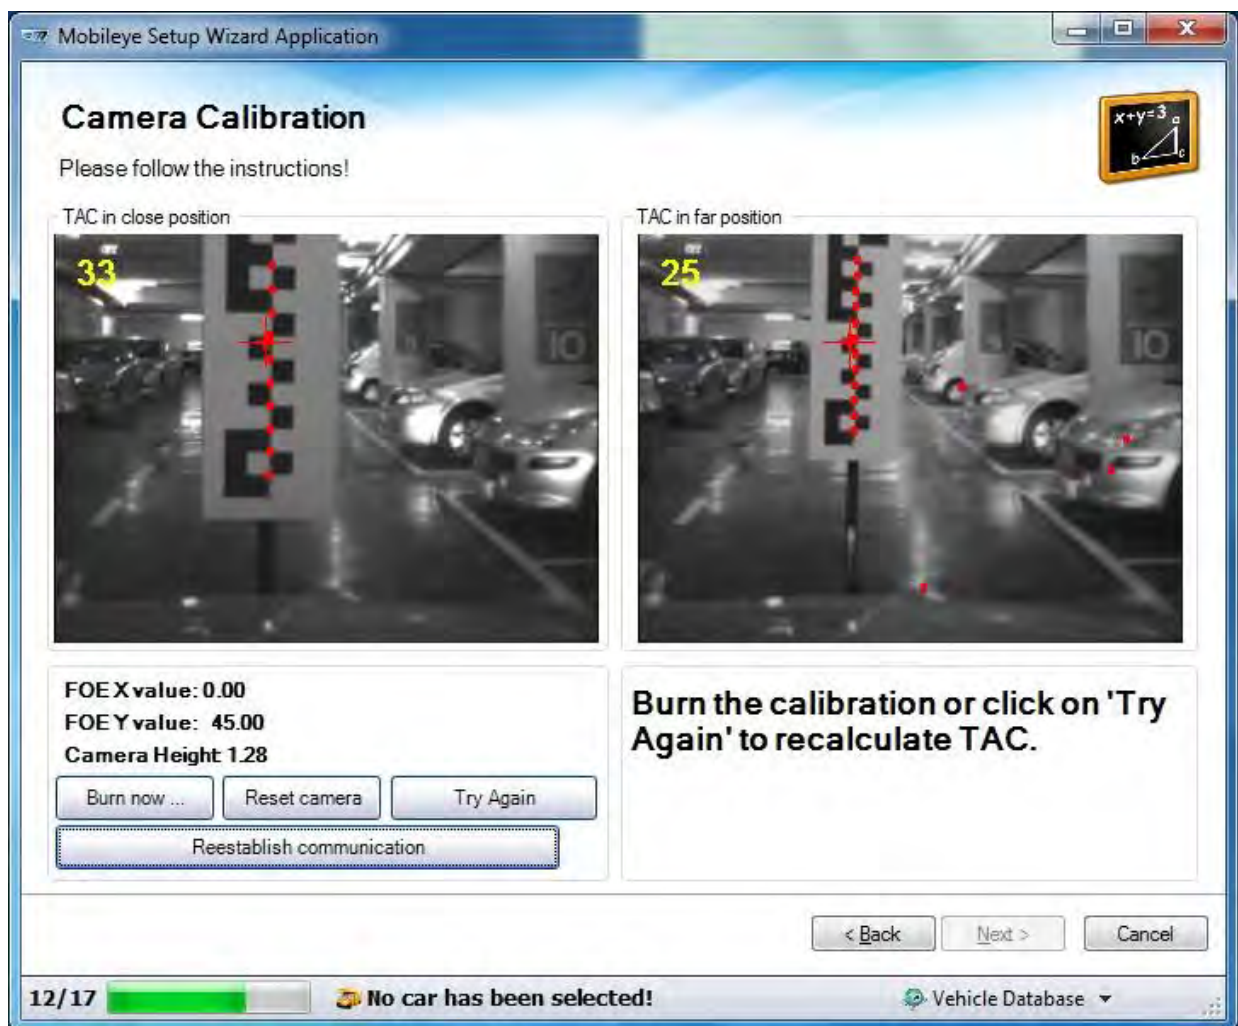 Mobileye Setup Wizard Application
Camera Calibration
Please follow the instructions!
x+y=3
a
b
c
TAC in close position
TAC in far position
33
10
25
10
FOE X value: 0.00
FOE Y value: 45.00
Camera Height 1.28
Burn now ...
Reset camera
Try Again
Reestablish communication
Burn the calibration or click on 'Try
Again' to recalculate TAC.
< Back
Next >
Cancel
12/17
No car has been selected!
Vehicle Database